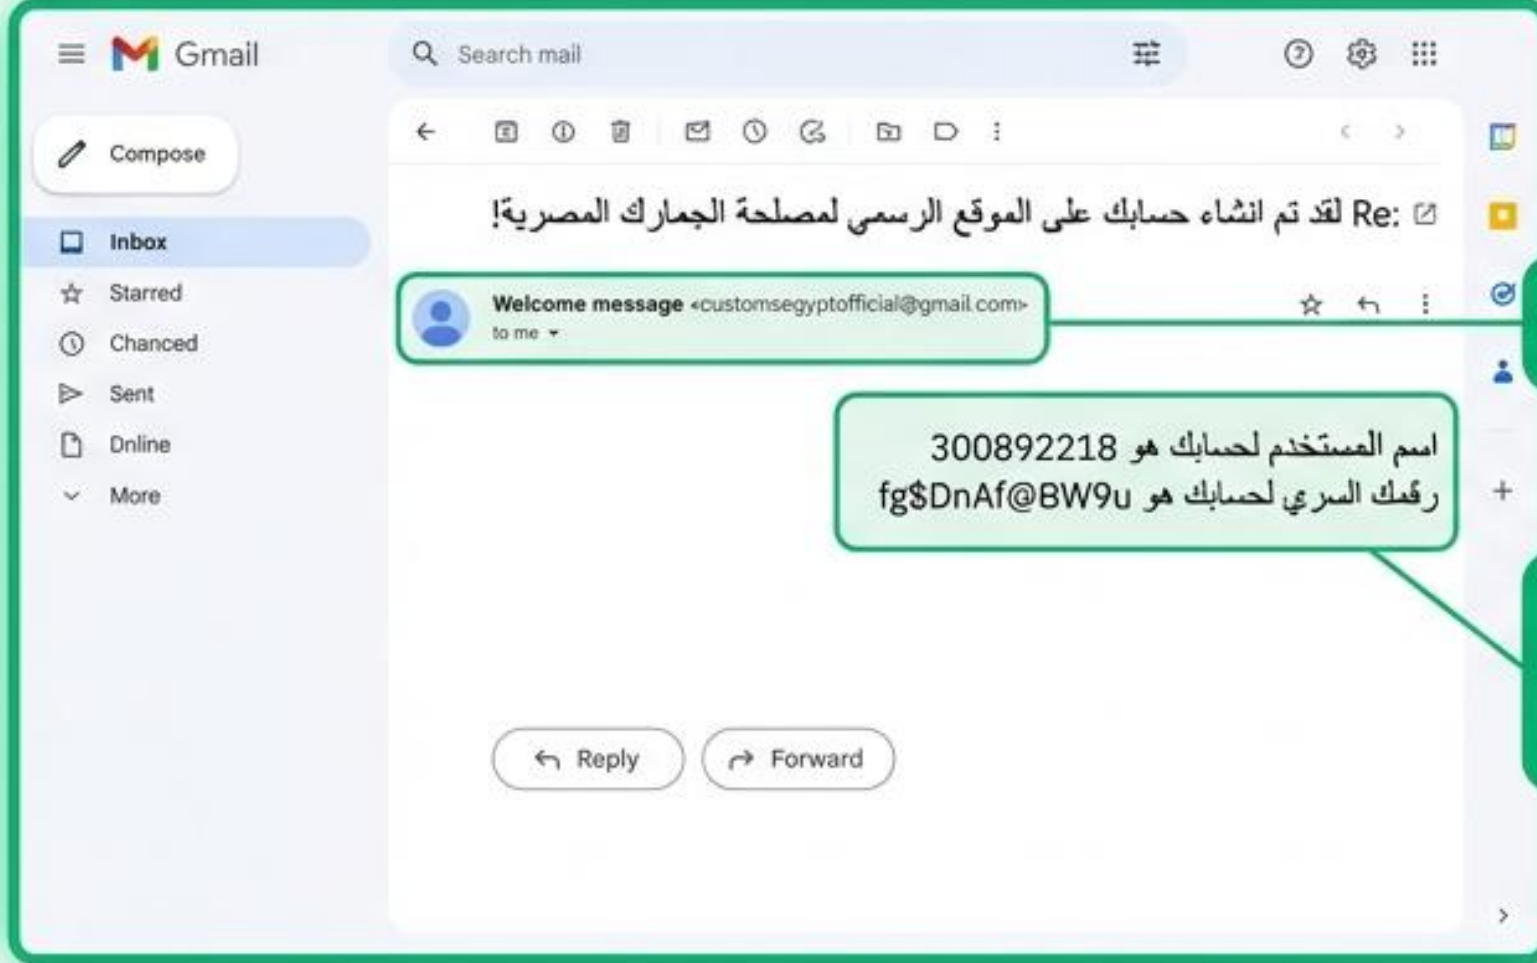 Gmail
Search mail
Compose
Inbox
Starred
Chanced
Sent
Dnline
More
Re: لقد تم انشاء حسابك على الموقع الرسمي لمصلحة الجمارك المصرية!
Welcome message <customsegyptofficial@gmail.com>
to me
اسم المستخدم لحسابك هو 300892218
رقمك السري لحسابك هو fg$DnAf@BW9u
Reply
Forward